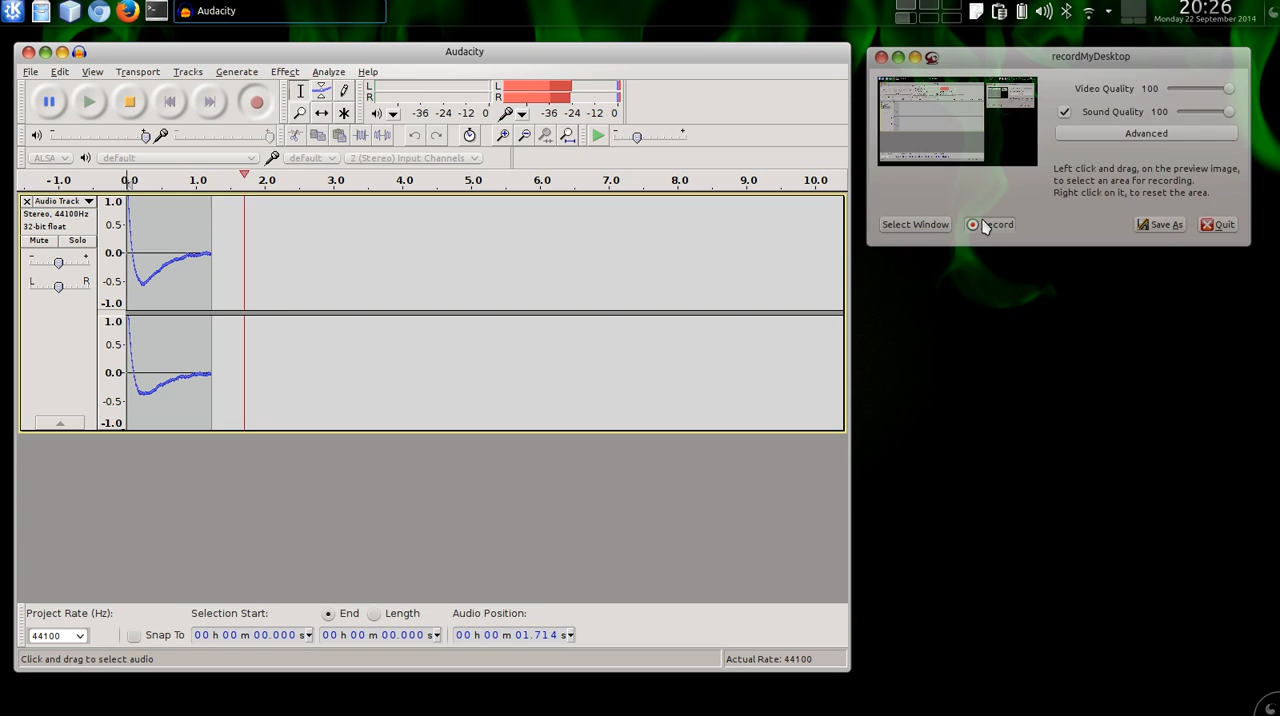 Audacity
20:26
Monday 22 September 2014
Audacity
File Edit View Transport Tracks Generate Effect Analyze Help
L
R
-36 -24 -12 0
L
R
-36 -24 -12 0
ALSA default default 2 (Stereo) Input Channels
-1.0 0.0 1.0 2.0 3.0 4.0 5.0 6.0 7.0 8.0 9.0 10.0
Audio Track
Stereo, 44100Hz
32-bit float
Mute Solo
- +
L R
1.0
0.5
0.0
-0.5
-1.0
1.0
0.5
0.0
-0.5
-1.0
Project Rate (Hz):
44100
Snap To
Selection Start:
00 h 00 m 00.000 s
End Length
00 h 00 m 00.000 s
Audio Position:
00 h 00 m 01.714 s
Click and drag to select audio
Actual Rate: 44100
recordMyDesktop
Video Quality 100
Sound Quality 100
Advanced
Left click and drag, on the preview image,
to select an area for recording.
Right click on it, to reset the area.
Select Window
Save As
Quit